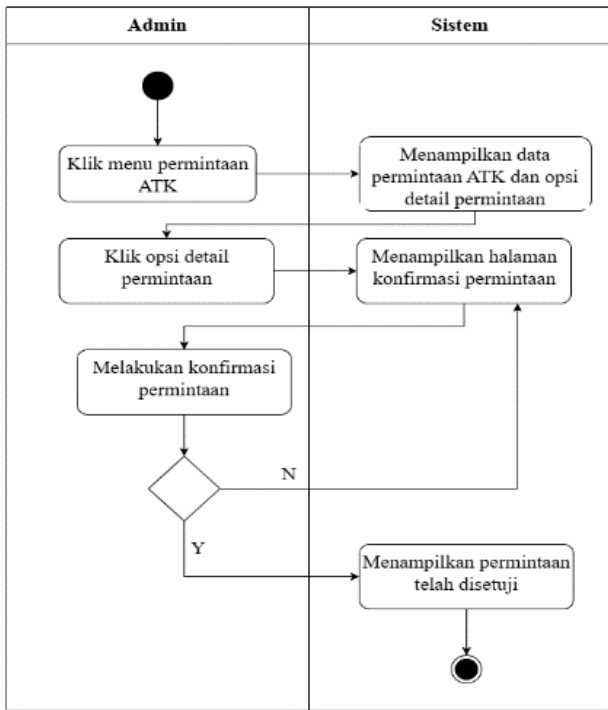 Admin
Sistem
Klik menu permintaan
ATK
Menampilkan data
permintaan ATK dan opsi
detail permintaan
Klik opsi detail
permintaan
Menampilkan halaman
konfirmasi permintaan
Melakukan konfirmasi
permintaan
N
Y
Menampilkan permintaan
telah disetuji